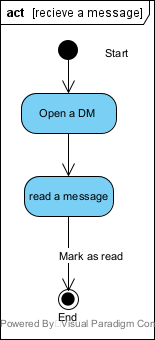 act [recieve a message]
Start
Open a DM
read a message
Mark as read
End
Powered By Visual Paradigm Com